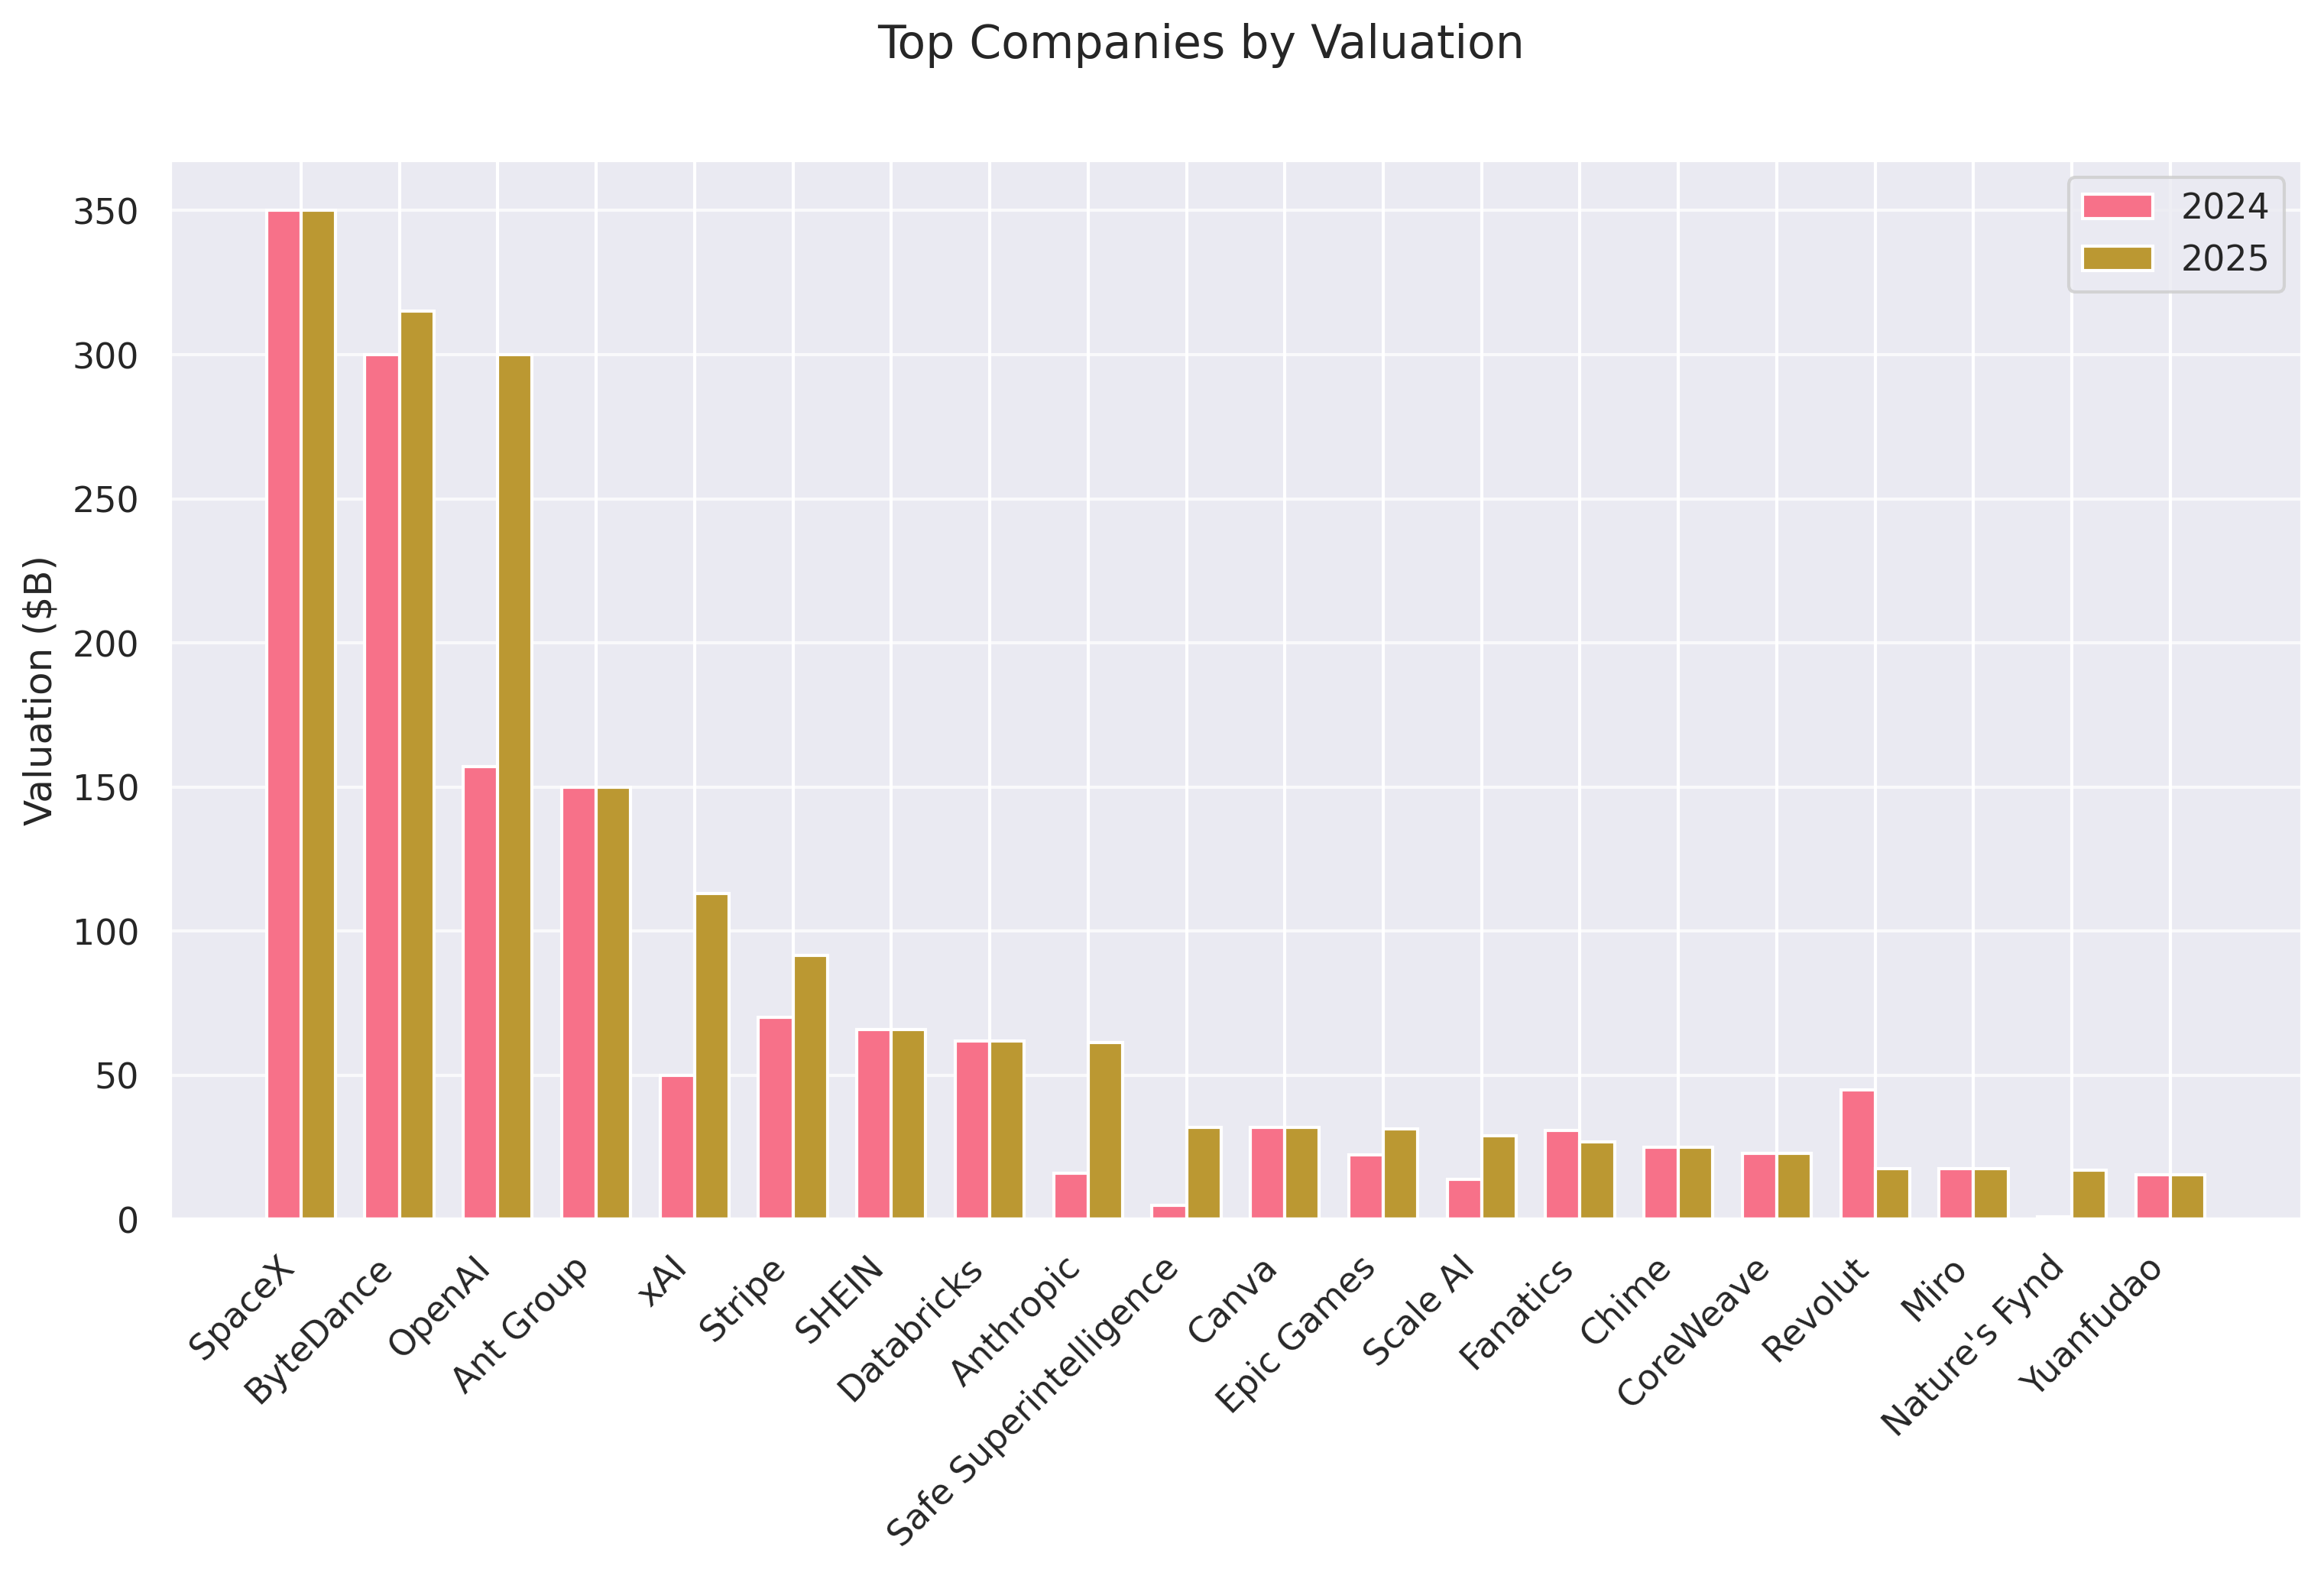 Top Companies by Valuation
2024
2025
Valuation ($B)
350
300
250
200
150
100
50
0
SpaceX
ByteDance
OpenAI
Ant Group
xAI
Stripe
SHEIN
Databricks
Anthropic
Safe Superintelligence
Canva
Epic Games
Scale AI
Fanatics
Chime
CoreWeave
Revolut
Miro
Nature's Fynd
Yuanfudao